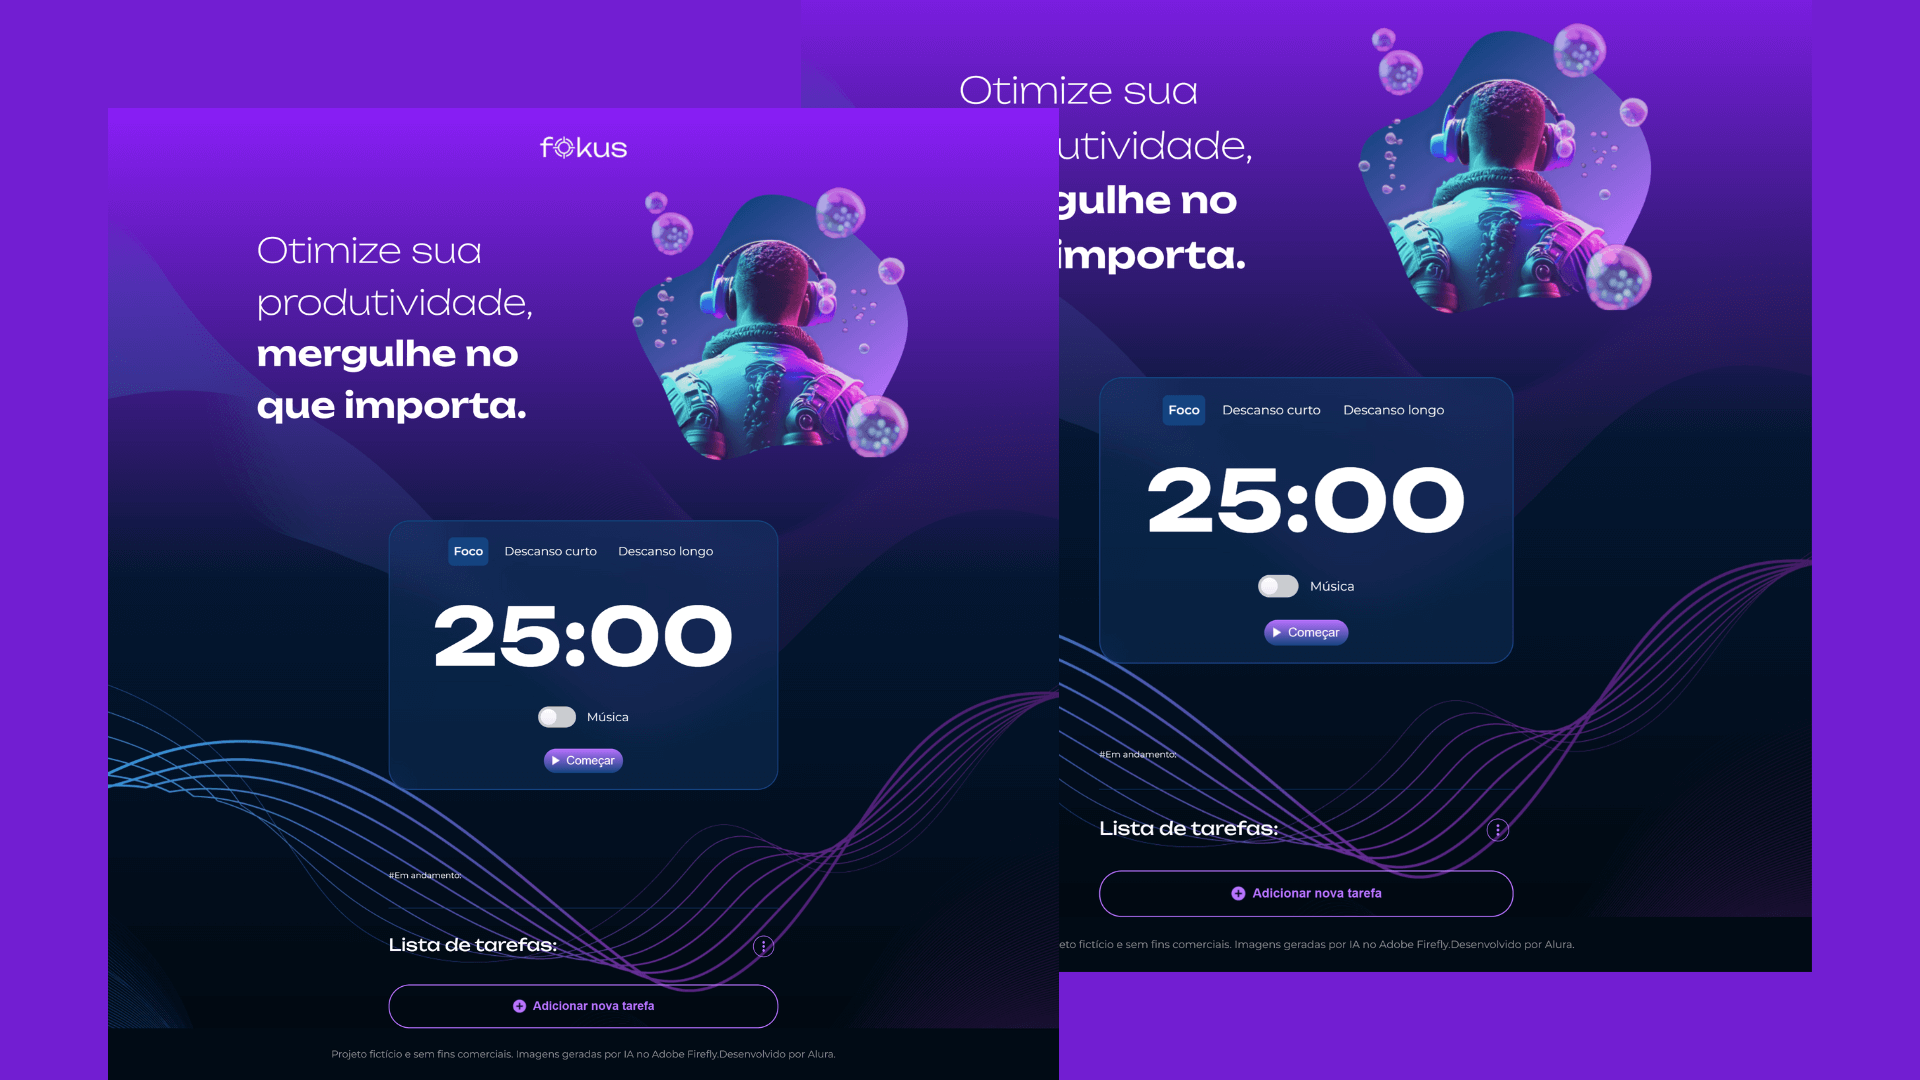 fokus
Otimize sua
produtividade,
mergulhe no
que importa.
Foco Descanso curto Descanso longo
25:00
Música
Começar
#Em andamento:
Lista de tarefas:
Adicionar nova tarefa
Projeto fictício e sem fins comerciais. Imagens geradas por IA no Adobe Firefly.Desenvolvido por Alura.
Otimize sua
utividade,
gulhe no
importa.
Foco Descanso curto Descanso longo
25:00
Música
Começar
#Em andamento:
Lista de tarefas:
Adicionar nova tarefa
eto fictício e sem fins comerciais. Imagens geradas por IA no Adobe Firefly.Desenvolvido por Alura.